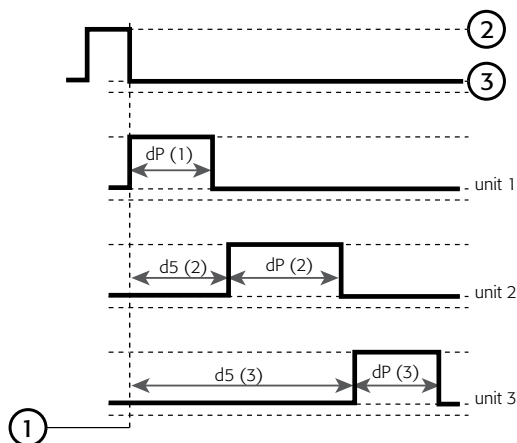 2
3
dP (1)
unit 1
d5 (2)
dP (2)
unit 2
d5 (3)
dP (3)
unit 3
1